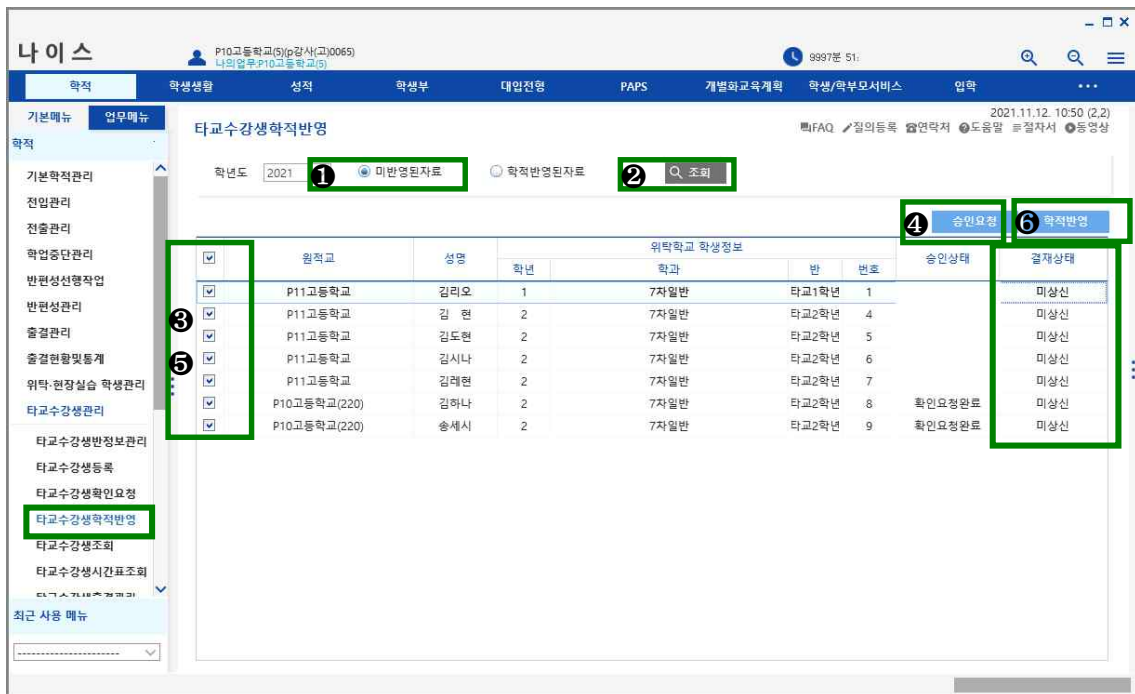 나이스
P10고등학교(5)(p강사(고)0065)
나의업무:P10고등학교(5)
9997분 51
학적 학생생활 성적 학생부 대입전형 PAPS 개별화교육계획 학생/학부모서비스 입학 ...
기본메뉴 업무메뉴
2021.11.12. 10:50 (2,2)
타교수강생학적반영
FAQ 질의등록 연락처 도움말 절차서 동영상
학적
기본학적관리
전입관리
전출관리
학업중단관리
반편성선행작업
반편성관리
출결관리
출결현황및통계
위탁·현장실습 학생관리
타교수강생관리
타교수강생반정보관리
타교수강생등록
타교수강생확인요청
타교수강생학적반영
타교수강생조회
타교수강생시간표조회
최근 사용 메뉴
----------------------
학년도 2021 ❶ 미반영된자료 학적반영된자료 ❷ 조회
❹ 승인요청 ❻ 학적반영
원적교 성명 위탁학교 학생정보 승인상태 결재상태
학년 학과 반 번호
P11고등학교 김리오 1 7차일반 타교1학년 1 미상신
❸ P11고등학교 김 현 2 7차일반 타교2학년 4 미상신
P11고등학교 김도현 2 7차일반 타교2학년 5 미상신
❺ P11고등학교 김시나 2 7차일반 타교2학년 6 미상신
P11고등학교 김레현 2 7차일반 타교2학년 7 미상신
P10고등학교(220) 김하나 2 7차일반 타교2학년 8 확인요청완료 미상신
P10고등학교(220) 송세시 2 7차일반 타교2학년 9 확인요청완료 미상신